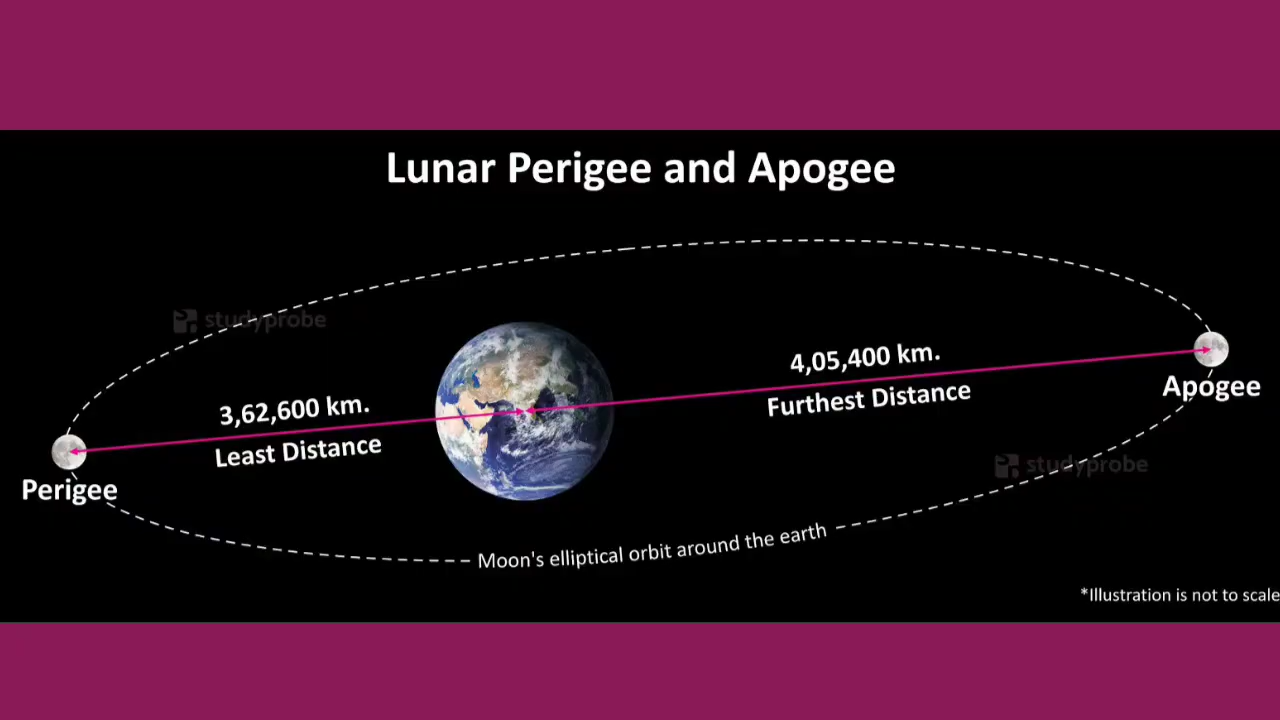 Lunar Perigee and Apogee
studyprobe
4,05,400 km.
Furthest Distance
Apogee
3,62,600 km.
Least Distance
Perigee
studyprobe
Moon's elliptical orbit around the earth
*Illustration is not to scale